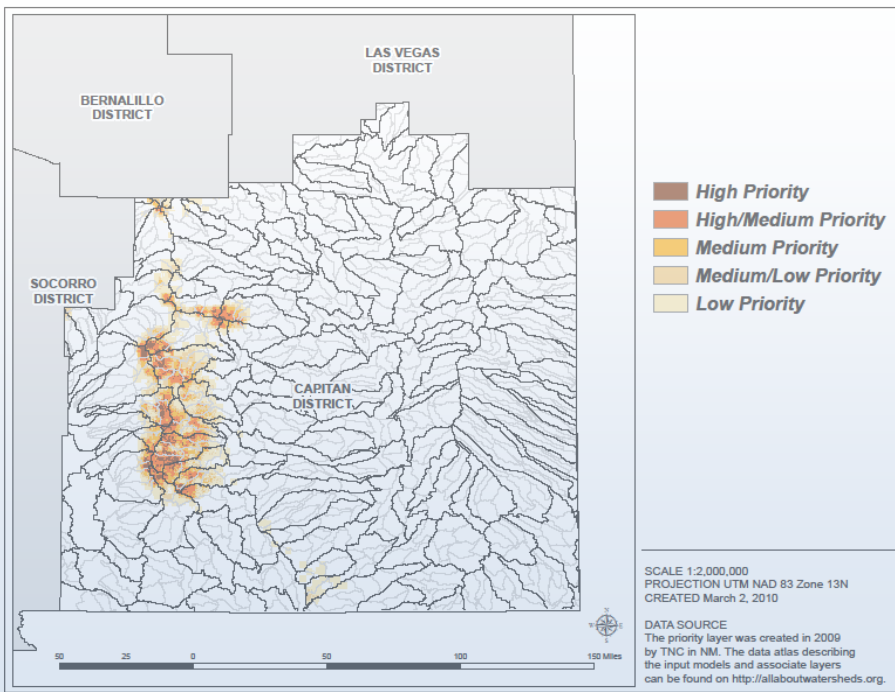 LAS VEGAS
DISTRICT
BERNALILLO
DISTRICT
SOCORRO
DISTRICT
CAPITAN
DISTRICT
High Priority
High/Medium Priority
Medium Priority
Medium/Low Priority
Low Priority
SCALE 1:2,000,000
PROJECTION UTM NAD 83 Zone 13N
CREATED March 2, 2010
DATA SOURCE
The priority layer was created in 2009
by TNC in NM. The data atlas describing
the input models and associate layers
can be found on http://allaboutwatersheds.org.
50 25 0 50 100 150 Miles